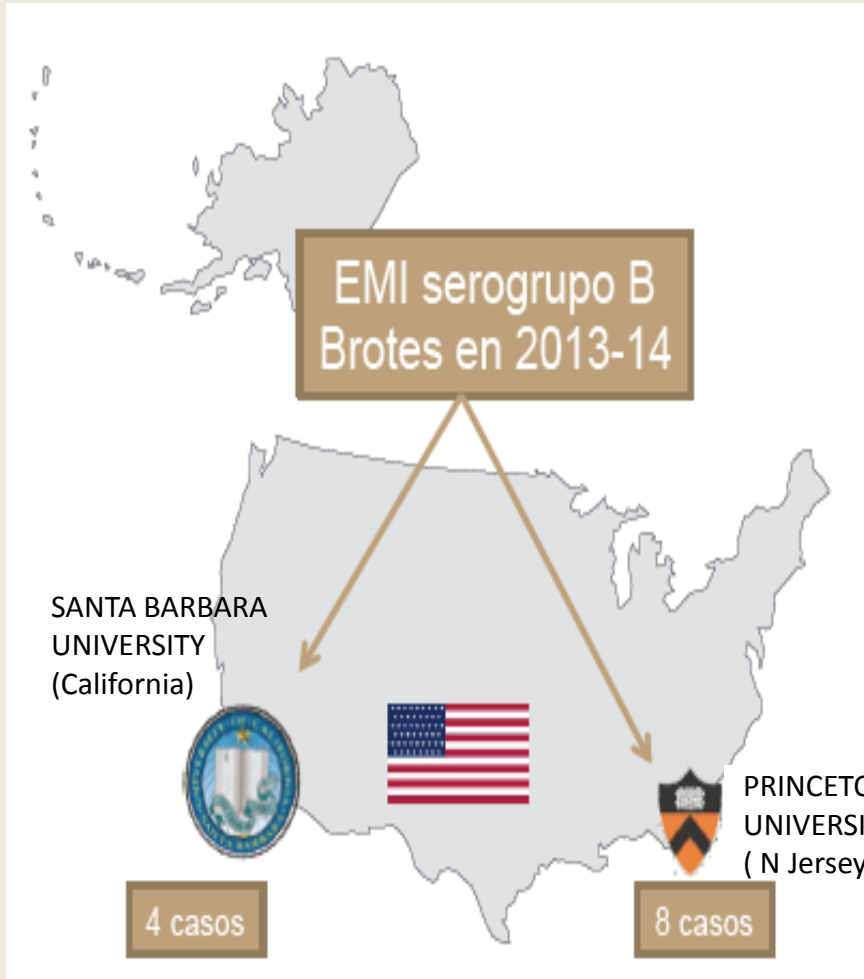 EMI serogrupo B
Brotes en 2013-14
SANTA BARBARA
UNIVERSITY
(California)
PRINCETO
UNIVERSI
( N Jersey
4 casos
8 casos